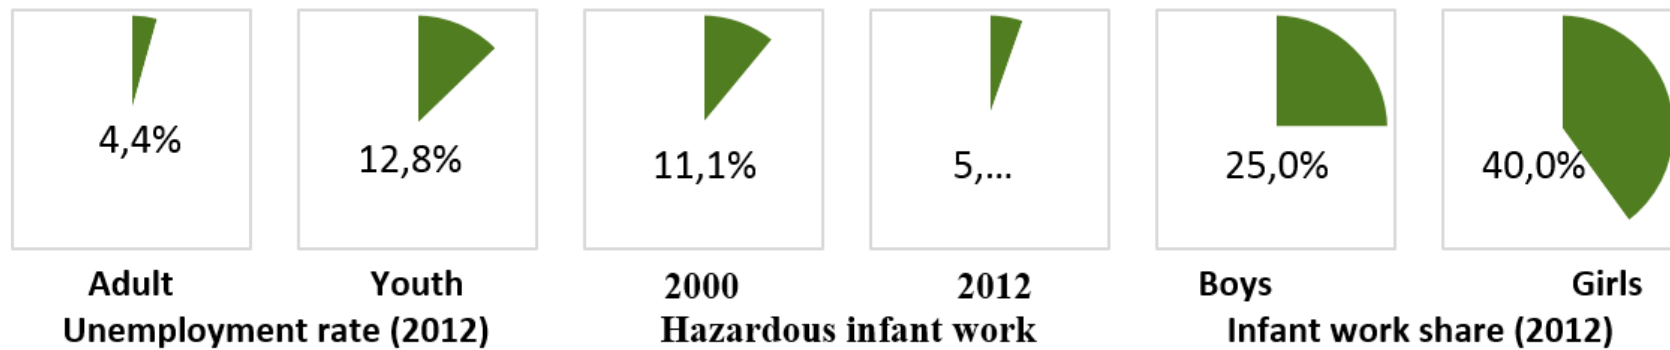 4,4% 12,8% 11,1% 5,... 25,0% 40,0%
Adult Youth 2000 2012 Boys Girls
Unemployment rate (2012) Hazardous infant work Infant work share (2012)